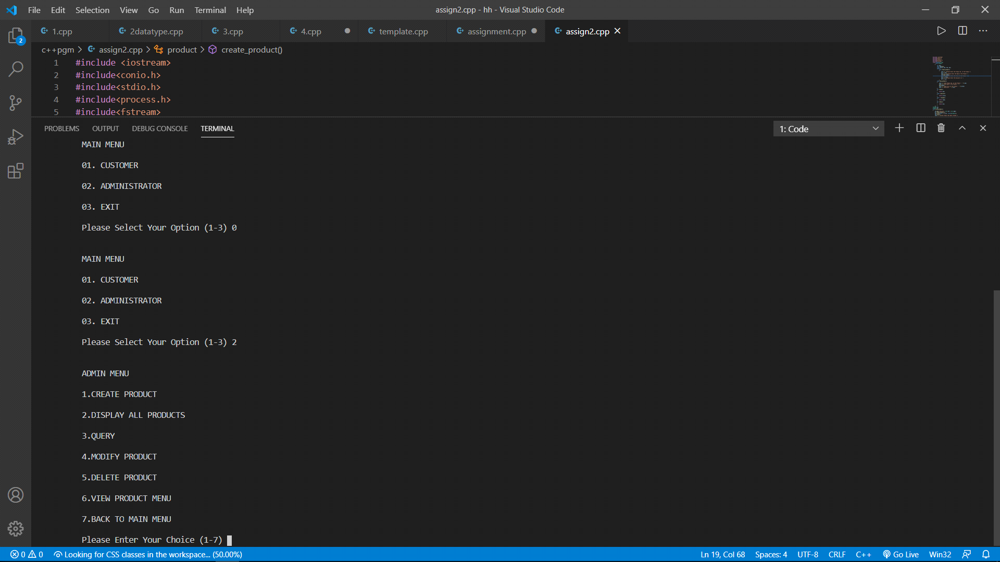 File Edit Selection View Go Run Terminal Help assign2.cpp - hh - Visual Studio Code
1.cpp 2datatype.cpp 3.cpp 4.cpp template.cpp assignment.cpp assign2.cpp
c++pgm > assign2.cpp > product > create_product()
1 #include <iostream>
2 #include<conio.h>
3 #include<stdio.h>
4 #include<process.h>
5 #include<fstream>
2
PROBLEMS OUTPUT DEBUG CONSOLE TERMINAL 1: Code
MAIN MENU
01. CUSTOMER
02. ADMINISTRATOR
03. EXIT
Please Select Your Option (1-3) 0
MAIN MENU
01. CUSTOMER
02. ADMINISTRATOR
03. EXIT
Please Select Your Option (1-3) 2
ADMIN MENU
1.CREATE PRODUCT
2.DISPLAY ALL PRODUCTS
3.QUERY
4.MODIFY PRODUCT
5.DELETE PRODUCT
6.VIEW PRODUCT MENU
7.BACK TO MAIN MENU
Please Enter Your Choice (1-7)
0 0 Looking for CSS classes in the workspace... (50.00%) Ln 19, Col 68 Spaces: 4 UTF-8 CRLF C++ Go Live Win32